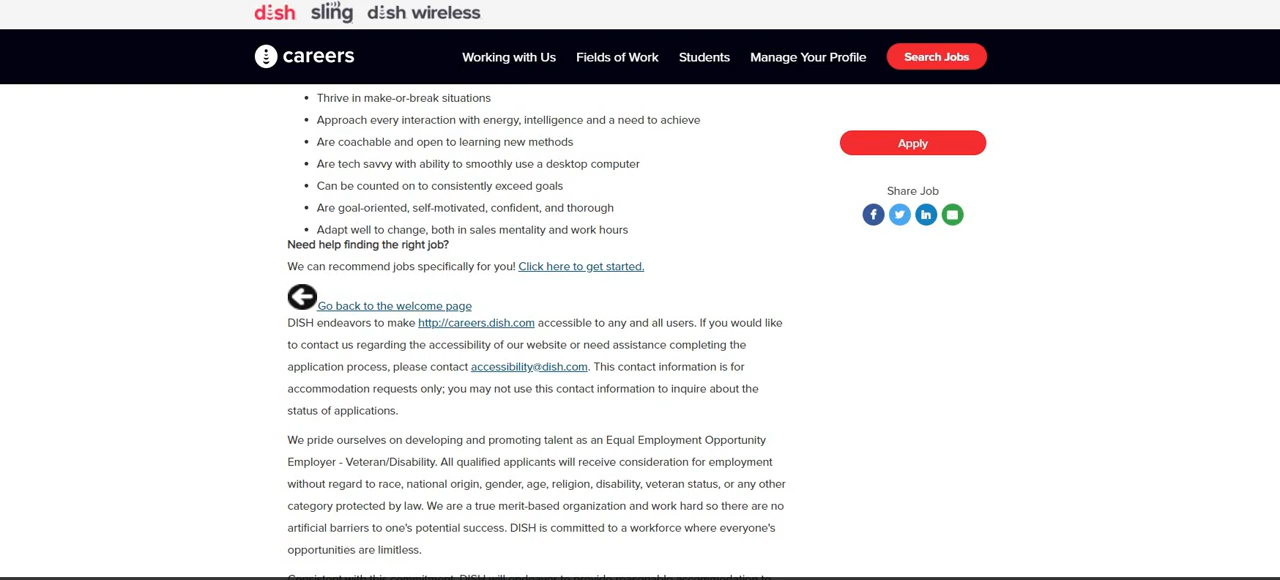 dish sling dish wireless
careers Working with Us Fields of Work Students Manage Your Profile Search Jobs
• Thrive in make-or-break situations
• Approach every interaction with energy, intelligence and a need to achieve
• Are coachable and open to learning new methods
• Are tech savvy with ability to smoothly use a desktop computer
• Can be counted on to consistently exceed goals
• Are goal-oriented, self-motivated, confident, and thorough
• Adapt well to change, both in sales mentality and work hours
Need help finding the right job?
We can recommend jobs specifically for you! Click here to get started.
Go back to the welcome page
DISH endeavors to make http://careers.dish.com accessible to any and all users. If you would like
to contact us regarding the accessibility of our website or need assistance completing the
application process, please contact accessibility@dish.com. This contact information is for
accommodation requests only; you may not use this contact information to inquire about the
status of applications.
We pride ourselves on developing and promoting talent as an Equal Employment Opportunity
Employer - Veteran/Disability. All qualified applicants will receive consideration for employment
without regard to race, national origin, gender, age, religion, disability, veteran status, or any other
category protected by law. We are a true merit-based organization and work hard so there are no
artificial barriers to one's potential success. DISH is committed to a workforce where everyone's
opportunities are limitless.
Apply
Share Job